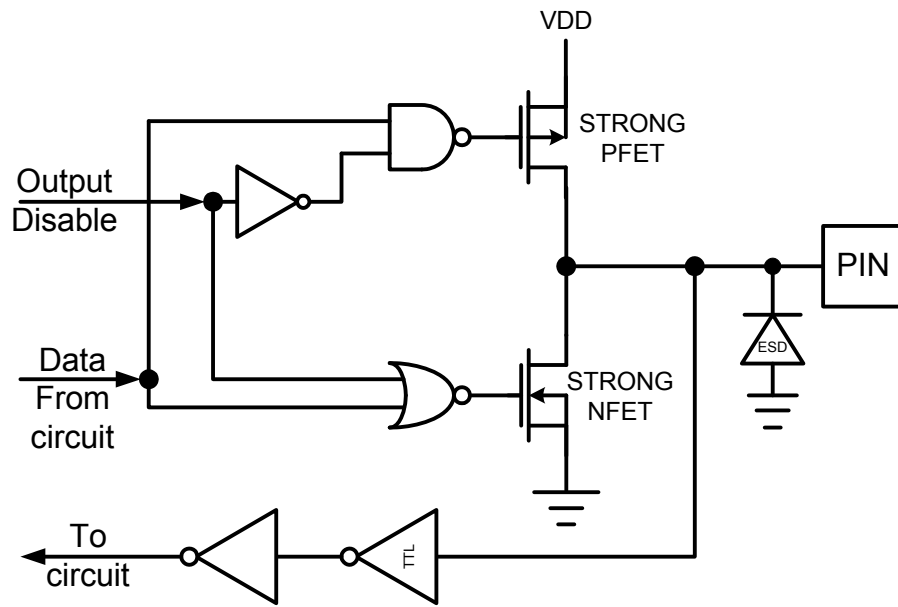 VDD
STRONG
PFET
Output
Disable
PIN
ESD
Data
From
circuit
STRONG
NFET
To
circuit
TTL